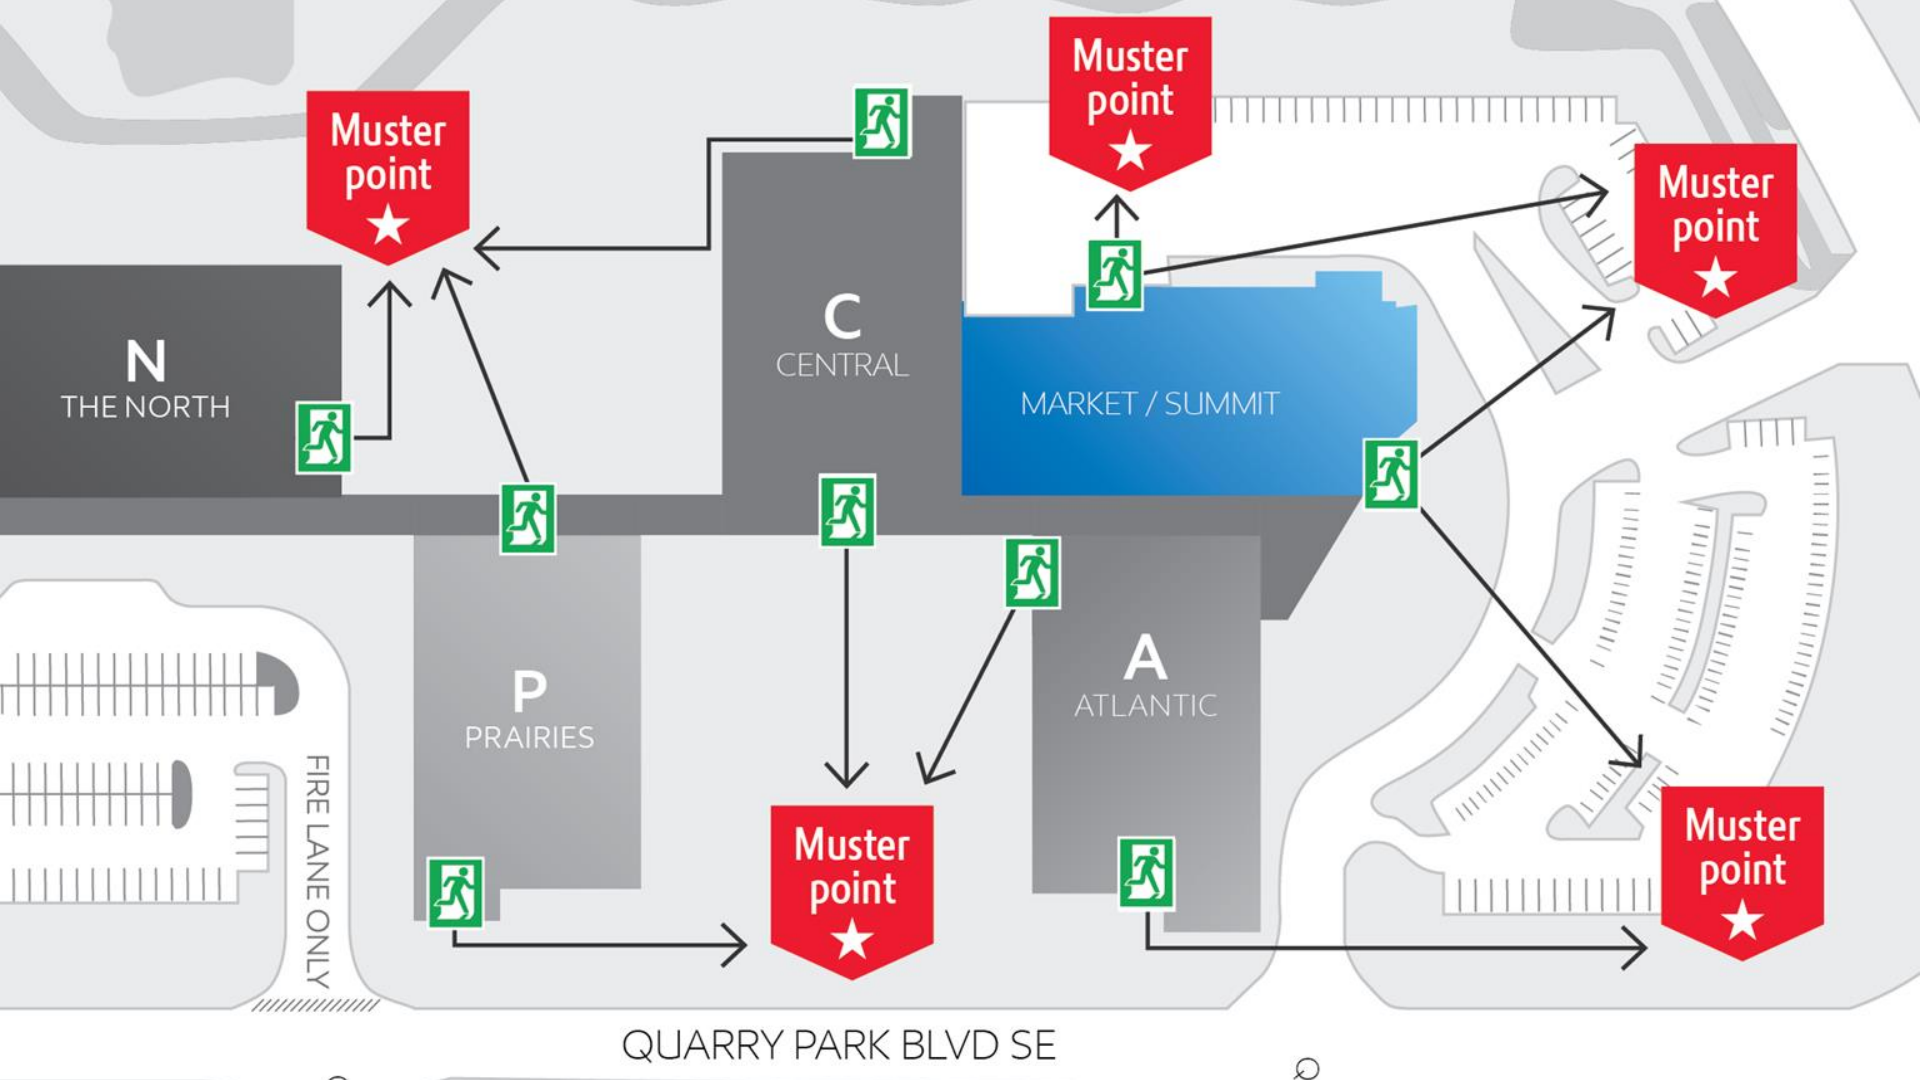 Muster
point
Muster
point
Muster
point
N
THE NORTH
C
CENTRAL
MARKET / SUMMIT
P
PRAIRIES
A
ATLANTIC
FIRE LANE ONLY
Muster
point
Muster
point
QUARRY PARK BLVD SE